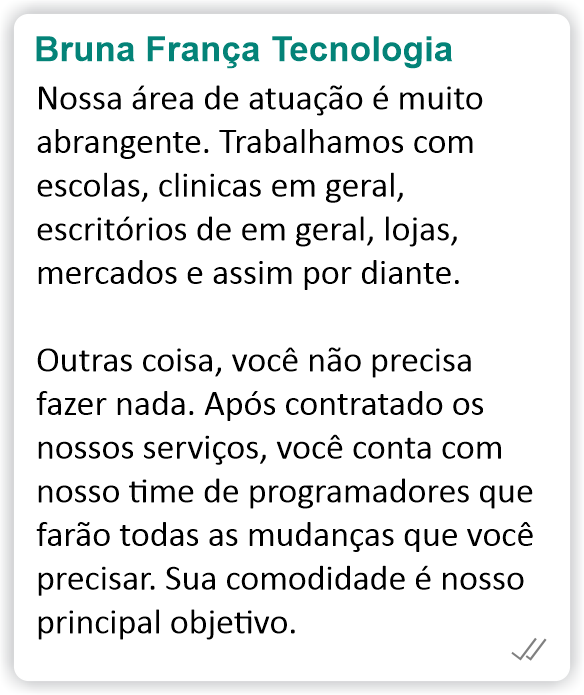 Bruna França Tecnologia
Nossa área de atuação é muito
abrangente. Trabalhamos com
escolas, clinicas em geral,
escritórios de em geral, lojas,
mercados e assim por diante.
Outras coisa, você não precisa
fazer nada. Após contratado os
nossos serviços, você conta com
nosso time de programadores que
farão todas as mudanças que você
precisar. Sua comodidade é nosso
principal objetivo.